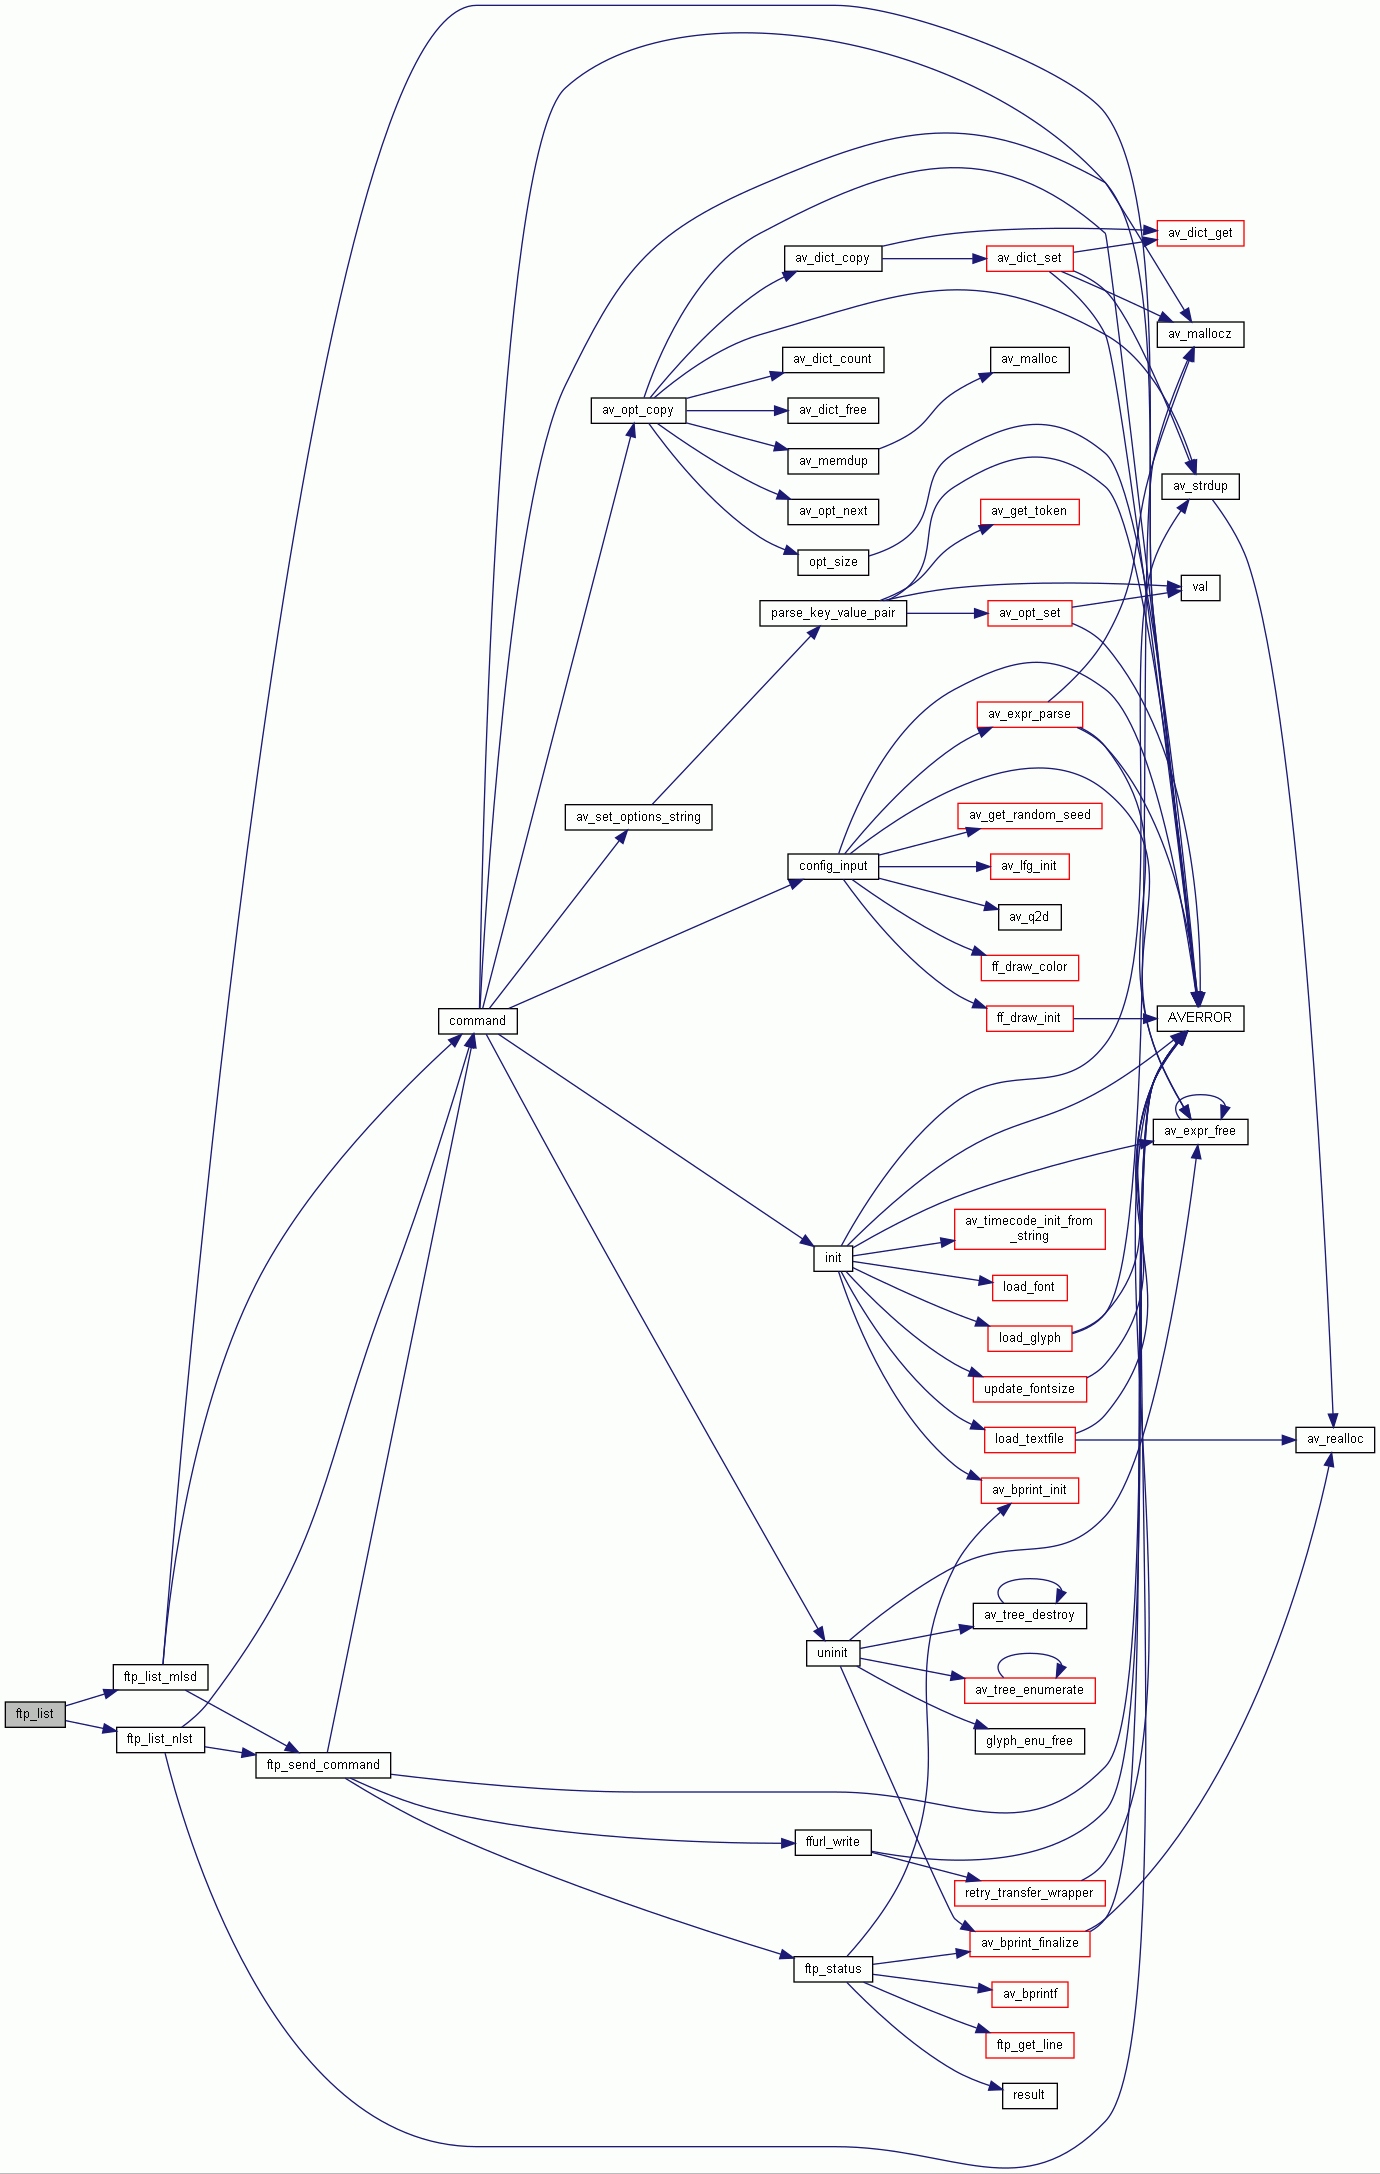 av_dict_get
av_dict_copy
av_dict_set
av_mallocz
av_dict_count
av_malloc
av_opt_copy
av_dict_free
av_memdup
av_strdup
av_opt_next
av_get_token
opt_size
val
parse_key_value_pair
av_opt_set
av_expr_parse
av_set_options_string
av_get_random_seed
config_input
av_lfg_init
av_q2d
ff_draw_color
command
ff_draw_init
AVERROR
av_expr_free
av_timecode_init_from
_string
init
load_font
load_glyph
update_fontsize
load_textfile
av_realloc
av_bprint_init
av_tree_destroy
uninit
ftp_list_mlsd
av_tree_enumerate
ftp_list
ftp_list_nlst
glyph_enu_free
ftp_send_command
ffurl_write
retry_transfer_wrapper
av_bprint_finalize
ftp_status
av_bprintf
ftp_get_line
result